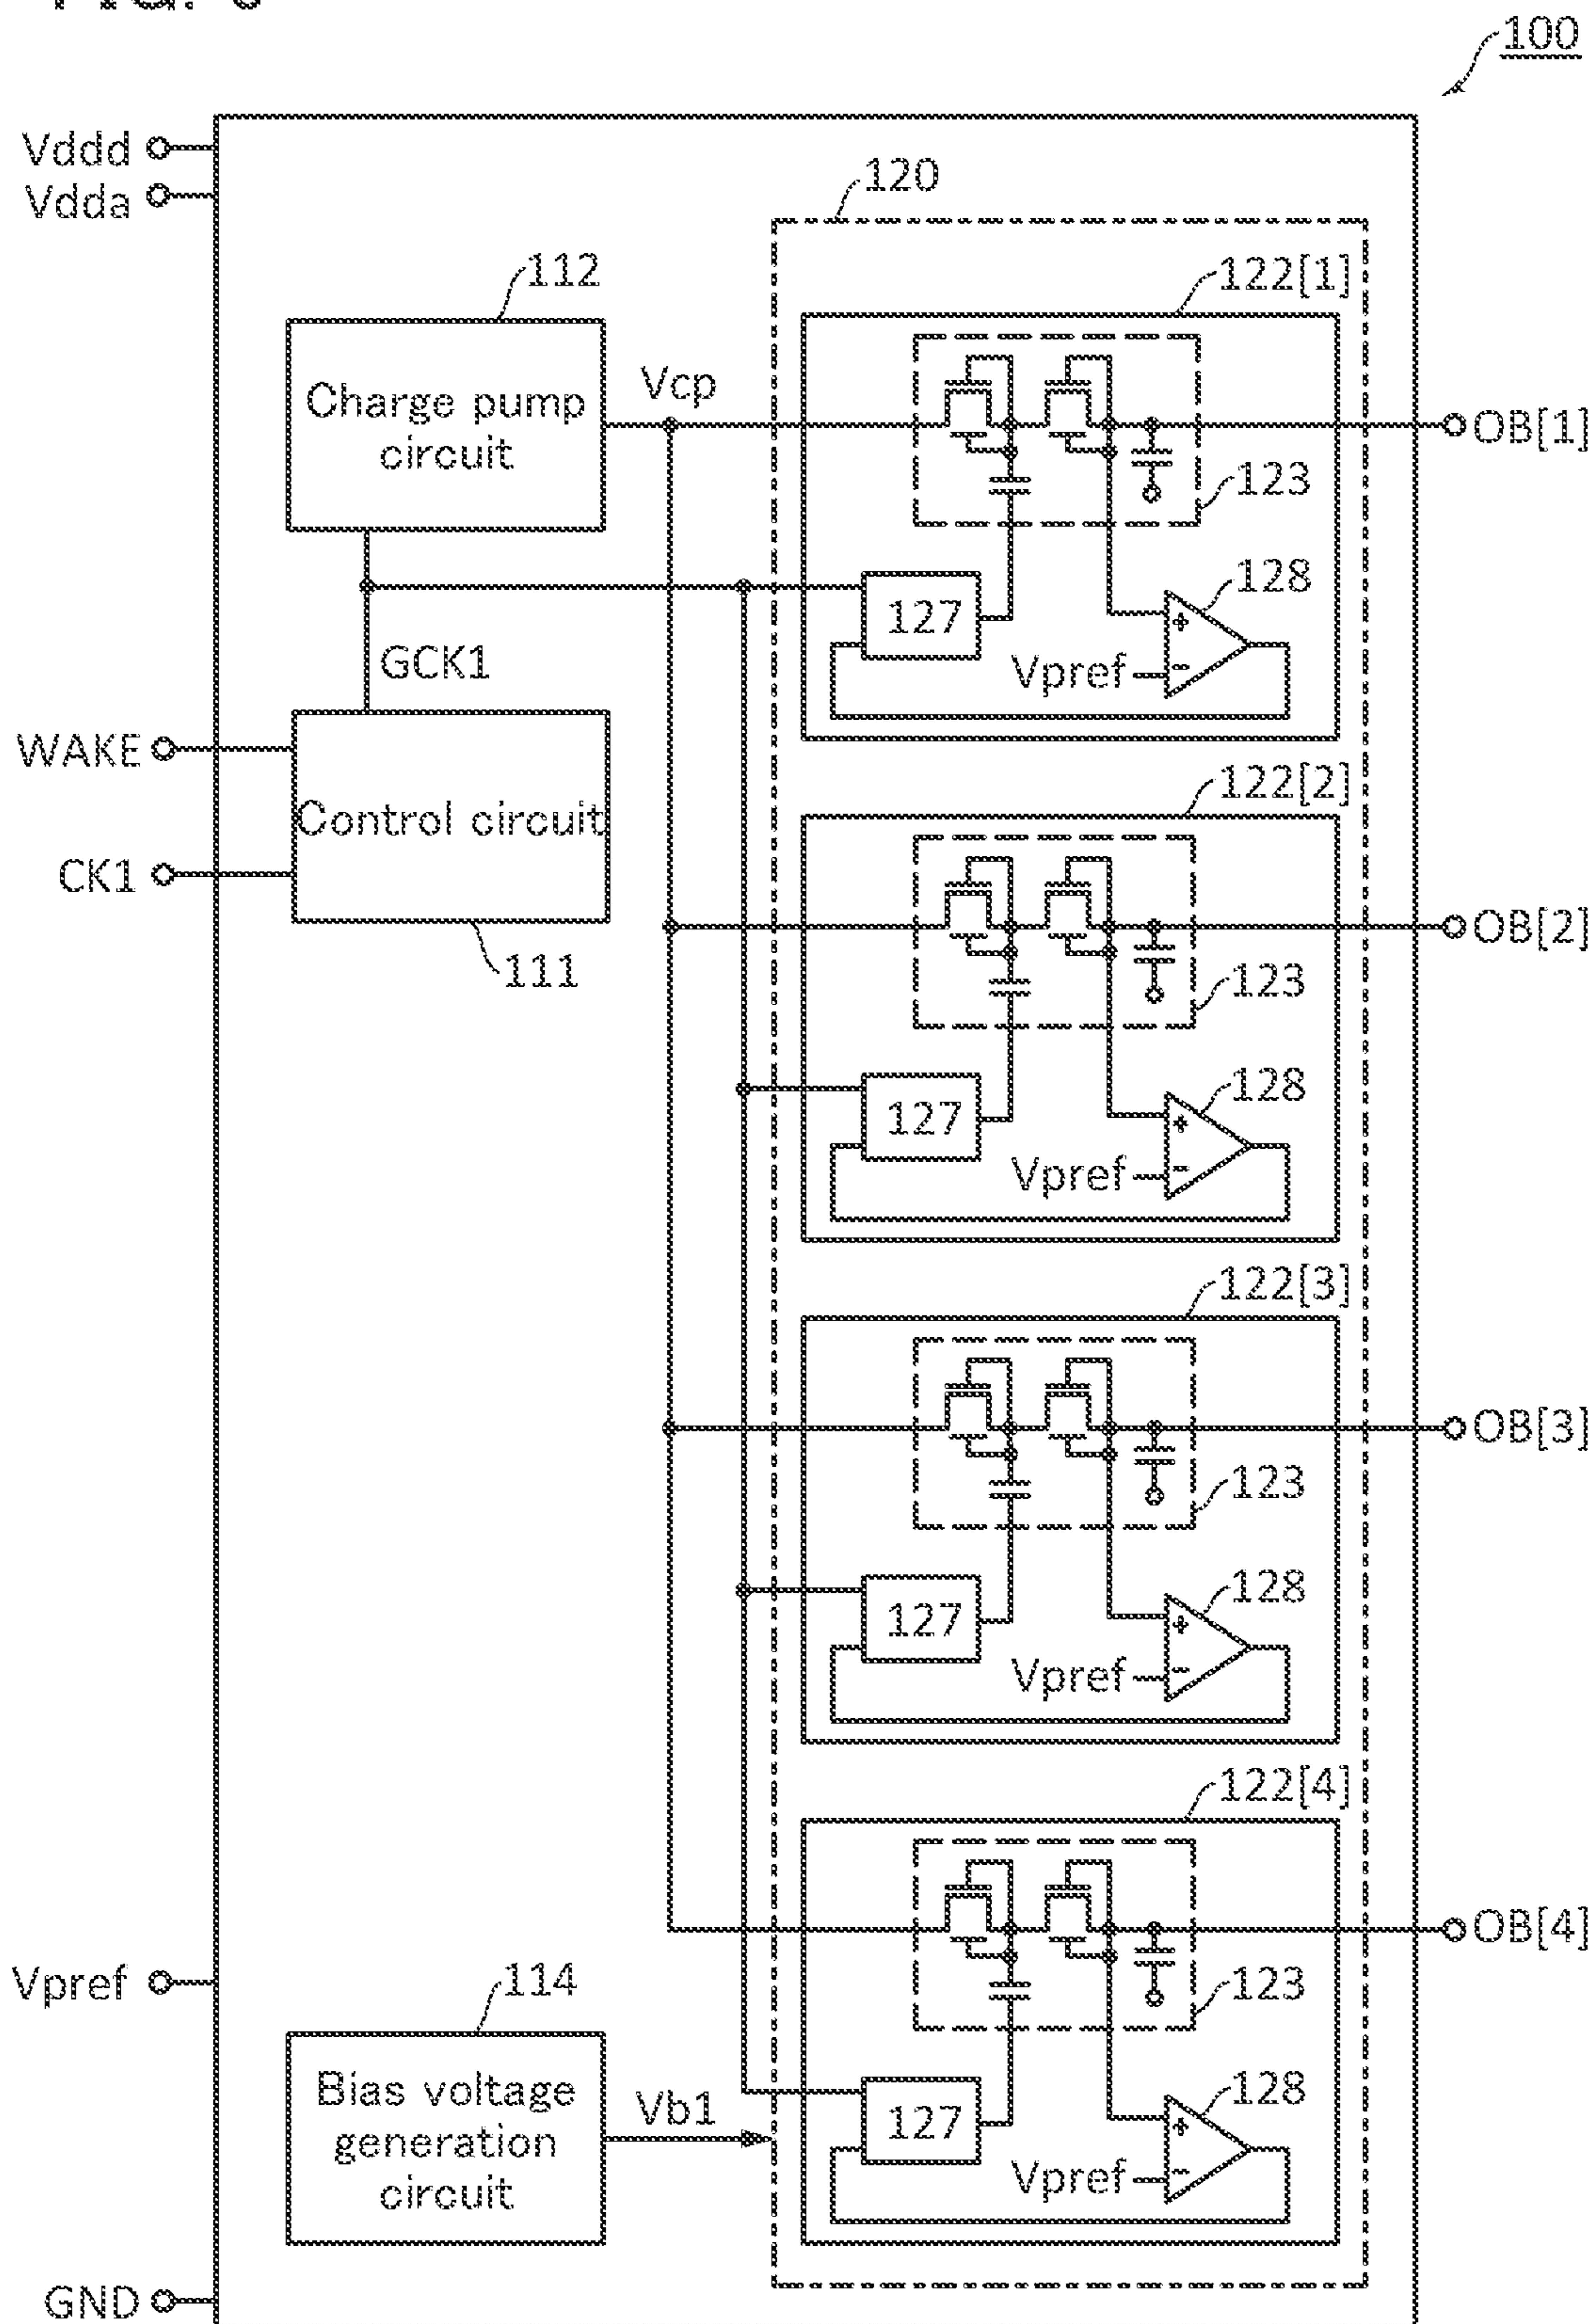 100
Vddd
Vdda
120
112
122[1]
Charge pump
circuit
Vcp
OB[1]
123
128
127
+
Vpref
-
GCK1
WAKE
Control circuit
CK1
111
122[2]
OB[2]
123
128
127
+
Vpref
-
122[3]
OB[3]
123
128
127
+
Vpref
-
122[4]
OB[4]
123
128
127
+
Vpref
-
Vpref
114
Bias voltage
generation
circuit
Vb1
GND